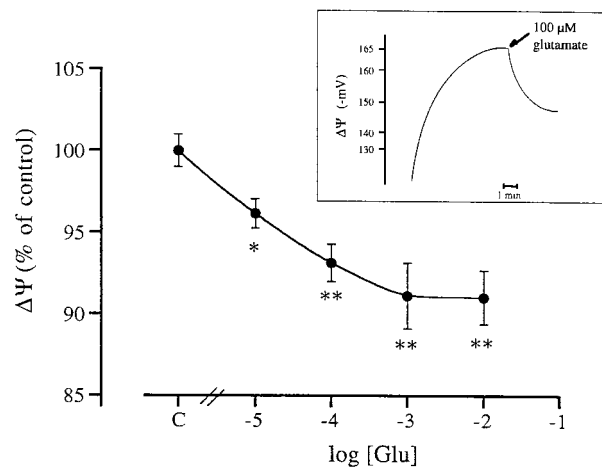 100 µM
glutamate
165
160
150
140
130
ΔΨ (-mV)
1 min
105
100
95
90
85
ΔΨ (% of control)
*
**
**
**
C
-5
-4
-3
-2
-1
log [Glu]